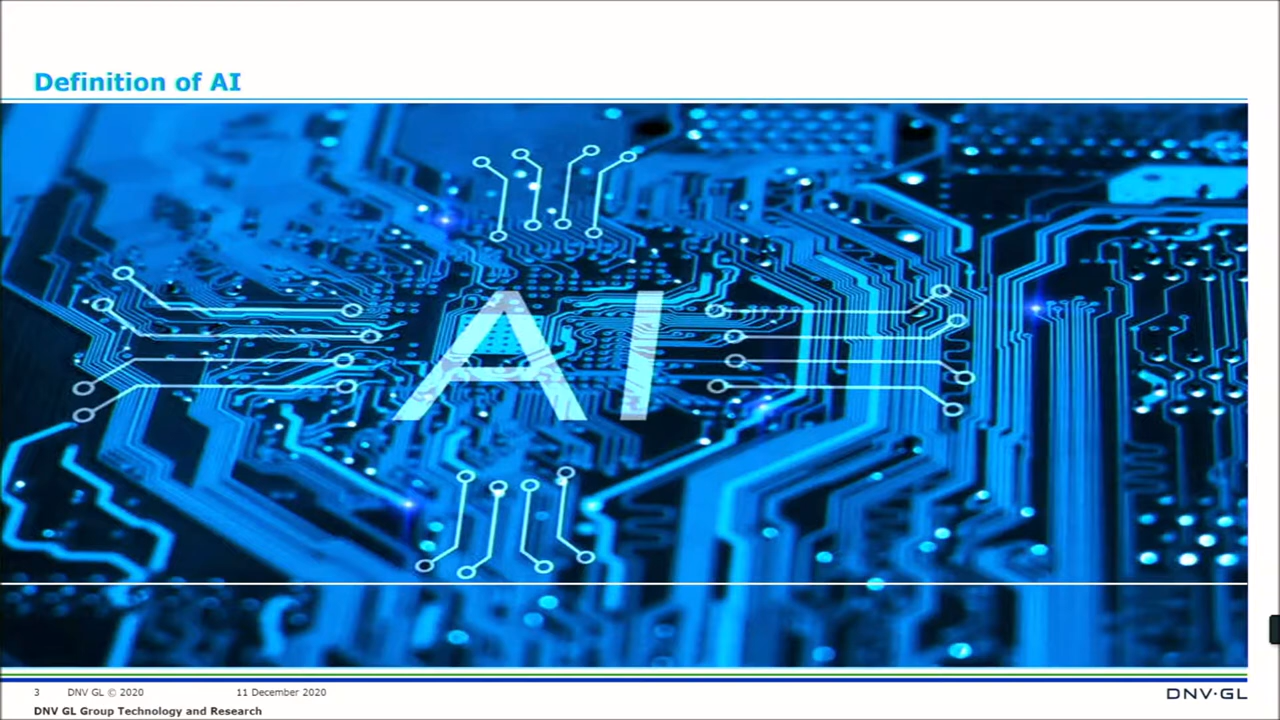 Definition of AI
AI
3 DNV GL © 2020 11 December 2020
DNV·GL
DNV GL Group Technology and Research